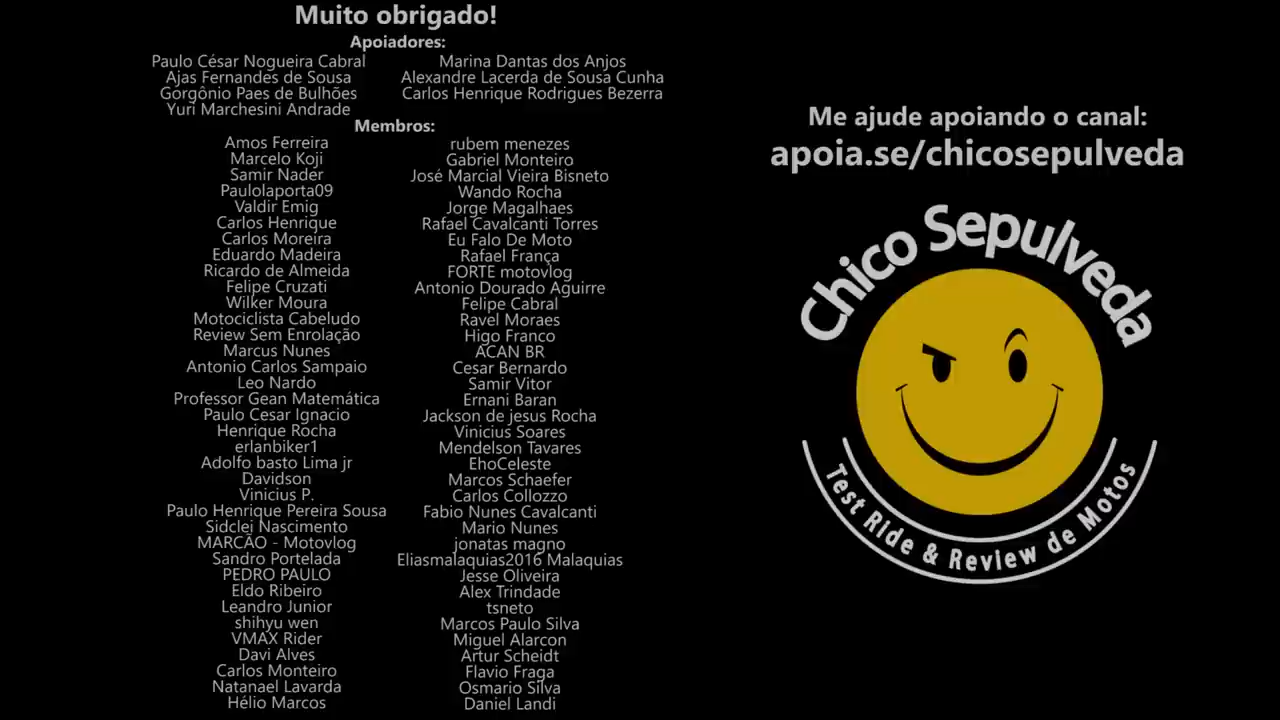 Muito obrigado!
Apoiadores:
Paulo César Nogueira Cabral
Ajas Fernandes de Sousa
Gorgônio Paes de Bulhões
Yuri Marchesini Andrade
Marina Dantas dos Anjos
Alexandre Lacerda de Sousa Cunha
Carlos Henrique Rodrigues Bezerra
Membros:
Amos Ferreira
Marcelo Koji
Samir Nader
Paulolaporta09
Valdir Emig
Carlos Henrique
Carlos Moreira
Eduardo Madeira
Ricardo de Almeida
Felipe Cruzati
Wilker Moura
Motociclista Cabeludo
Review Sem Enrolação
Marcus Nunes
Antonio Carlos Sampaio
Leo Nardo
Professor Gean Matemática
Paulo Cesar Ignacio
Henrique Rocha
erlanbiker1
Adolfo basto Lima jr
Davidson
Vinicius P.
Paulo Henrique Pereira Sousa
Sidclei Nascimento
MARCÃO - Motovlog
Sandro Portelada
PEDRO PAULO
Eldo Ribeiro
Leandro Junior
shihyu wen
VMAX Rider
Davi Alves
Carlos Monteiro
Natanael Lavarda
Hélio Marcos
rubem menezes
Gabriel Monteiro
José Marcial Vieira Bisneto
Wando Rocha
Jorge Magalhaes
Rafael Cavalcanti Torres
Eu Falo De Moto
Rafael França
FORTE motovlog
Antonio Dourado Aguirre
Felipe Cabral
Ravel Moraes
Higo Franco
ACAN BR
Cesar Bernardo
Samir Vitor
Ernani Baran
Jackson de jesus Rocha
Vinicius Soares
Mendelson Tavares
EhoCeleste
Marcos Schaefer
Carlos Collozzo
Fabio Nunes Cavalcanti
Mario Nunes
jonatas magno
Eliasmalaquias2016 Malaquias
Jesse Oliveira
Alex Trindade
tsneto
Marcos Paulo Silva
Miguel Alarcon
Artur Scheidt
Flavio Fraga
Osmario Silva
Daniel Landi
Me ajude apoiando o canal:
apoia.se/chicosepulveda
Chico Sepulveda
Test Ride & Review de Motos